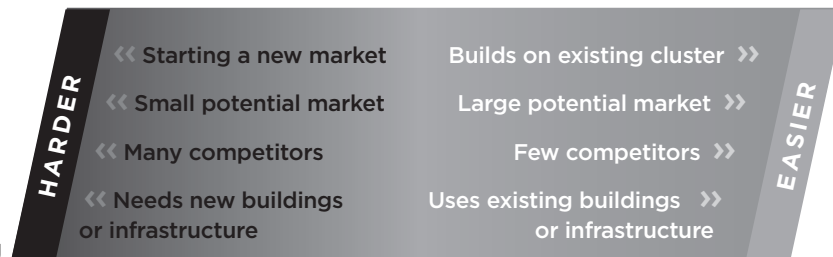 HARDER
« Starting a new market
Builds on existing cluster »
« Small potential market
Large potential market »
« Many competitors
Few competitors »
« Needs new buildings
or infrastructure
Uses existing buildings »
or infrastructure
EASIER